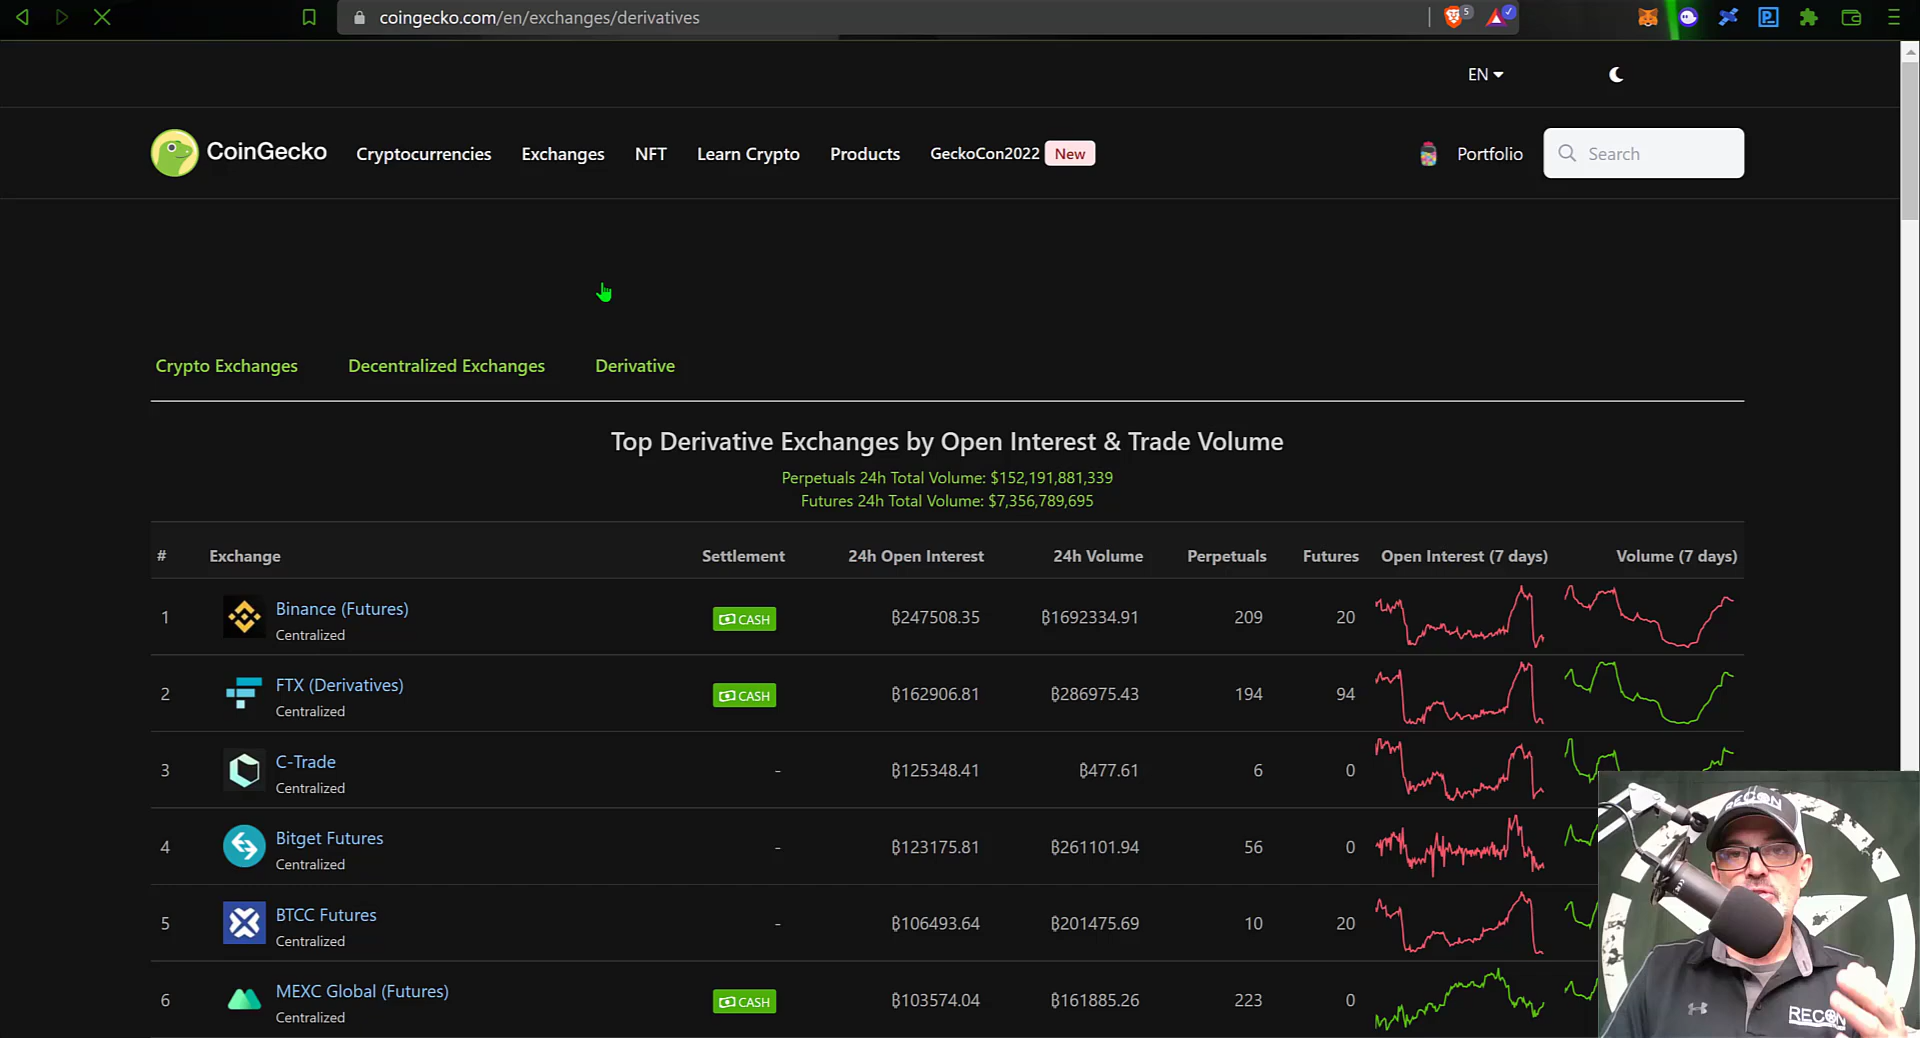 coingecko.com/en/exchanges/derivatives
5
EN
CoinGecko
Cryptocurrencies
Exchanges
NFT
Learn Crypto
Products
GeckoCon2022 New
Portfolio
Search
Crypto Exchanges
Decentralized Exchanges
Derivative
Top Derivative Exchanges by Open Interest & Trade Volume
Perpetuals 24h Total Volume: $152,191,881,339
Futures 24h Total Volume: $7,356,789,695
# Exchange Settlement 24h Open Interest 24h Volume Perpetuals Futures Open Interest (7 days) Volume (7 days)
1 Binance (Futures) CASH ₿247508.35 ₿1692334.91 209 20
Centralized
2 FTX (Derivatives) CASH ₿162906.81 ₿286975.43 194 94
Centralized
3 C-Trade - ₿125348.41 ₿477.61 6 0
Centralized
4 Bitget Futures - ₿123175.81 ₿261101.94 56 0
Centralized
5 BTCC Futures - ₿106493.64 ₿201475.69 10 20
Centralized
6 MEXC Global (Futures) CASH ₿103574.04 ₿161885.26 223 0
Centralized
RECON
RECON